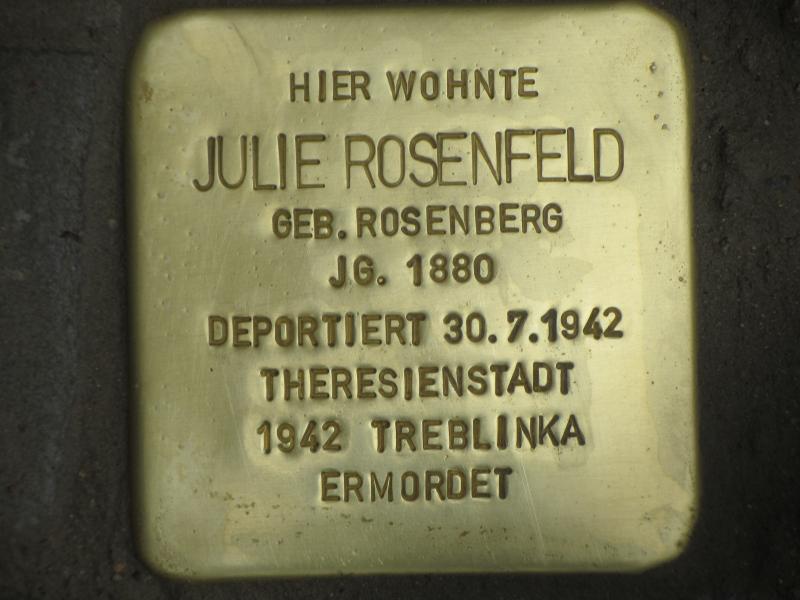 HIER WOHNTE
JULIE ROSENFELD
GEB. ROSENBERG
JG. 1880
DEPORTIERT 30.7.1942
THERESIENSTADT
1942 TREBLINKA
ERMORDET